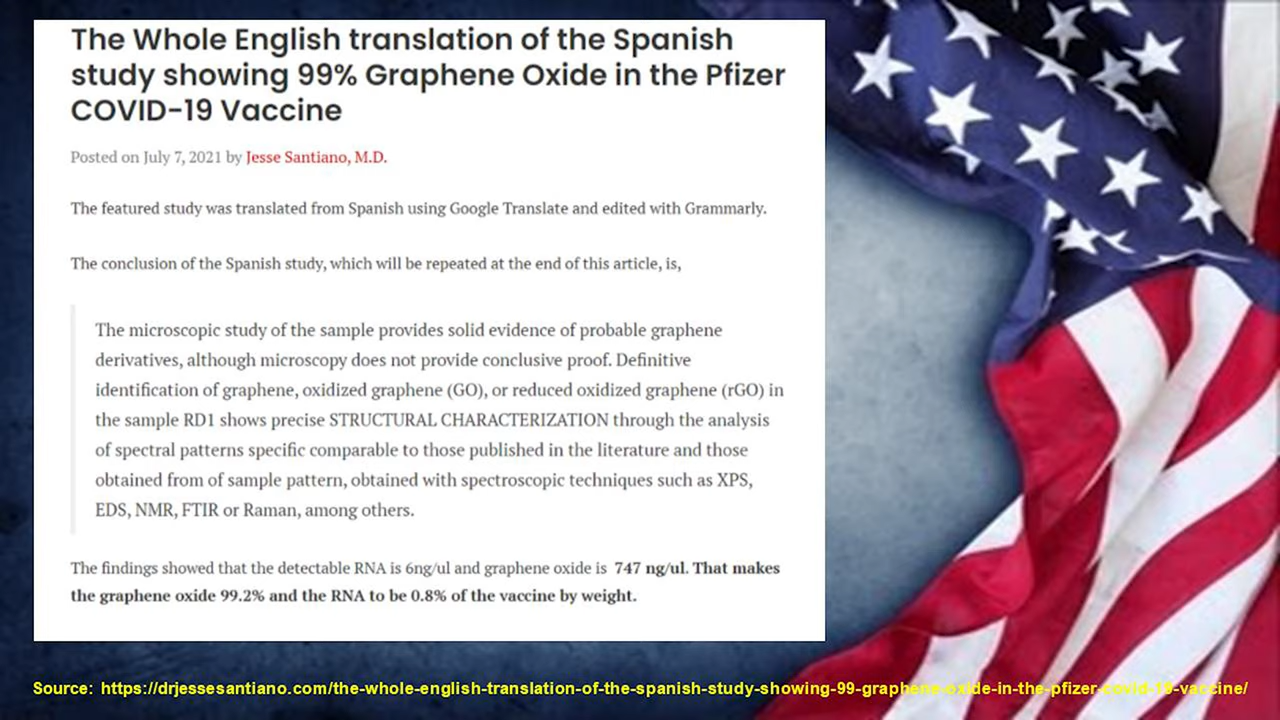 The Whole English translation of the Spanish
study showing 99% Graphene Oxide in the Pfizer
COVID-19 Vaccine
Posted on July 7, 2021 by Jesse Santiano, M.D.
The featured study was translated from Spanish using Google Translate and edited with Grammarly.
The conclusion of the Spanish study, which will be repeated at the end of this article, is,
The microscopic study of the sample provides solid evidence of probable graphene
derivatives, although microscopy does not provide conclusive proof. Definitive
identification of graphene, oxidized graphene (GO), or reduced oxidized graphene (rGO) in
the sample RD1 shows precise STRUCTURAL CHARACTERIZATION through the analysis
of spectral patterns specific comparable to those published in the literature and those
obtained from of sample pattern, obtained with spectroscopic techniques such as XPS,
EDS, NMR, FTIR or Raman, among others.
The findings showed that the detectable RNA is 6ng/ul and graphene oxide is 747 ng/ul. That makes
the graphene oxide 99.2% and the RNA to be 0.8% of the vaccine by weight.
Source: https://drjessesantiano.com/the-whole-english-translation-of-the-spanish-study-showing-99-graphene-oxide-in-the-pfizer-covid-19-vaccine/